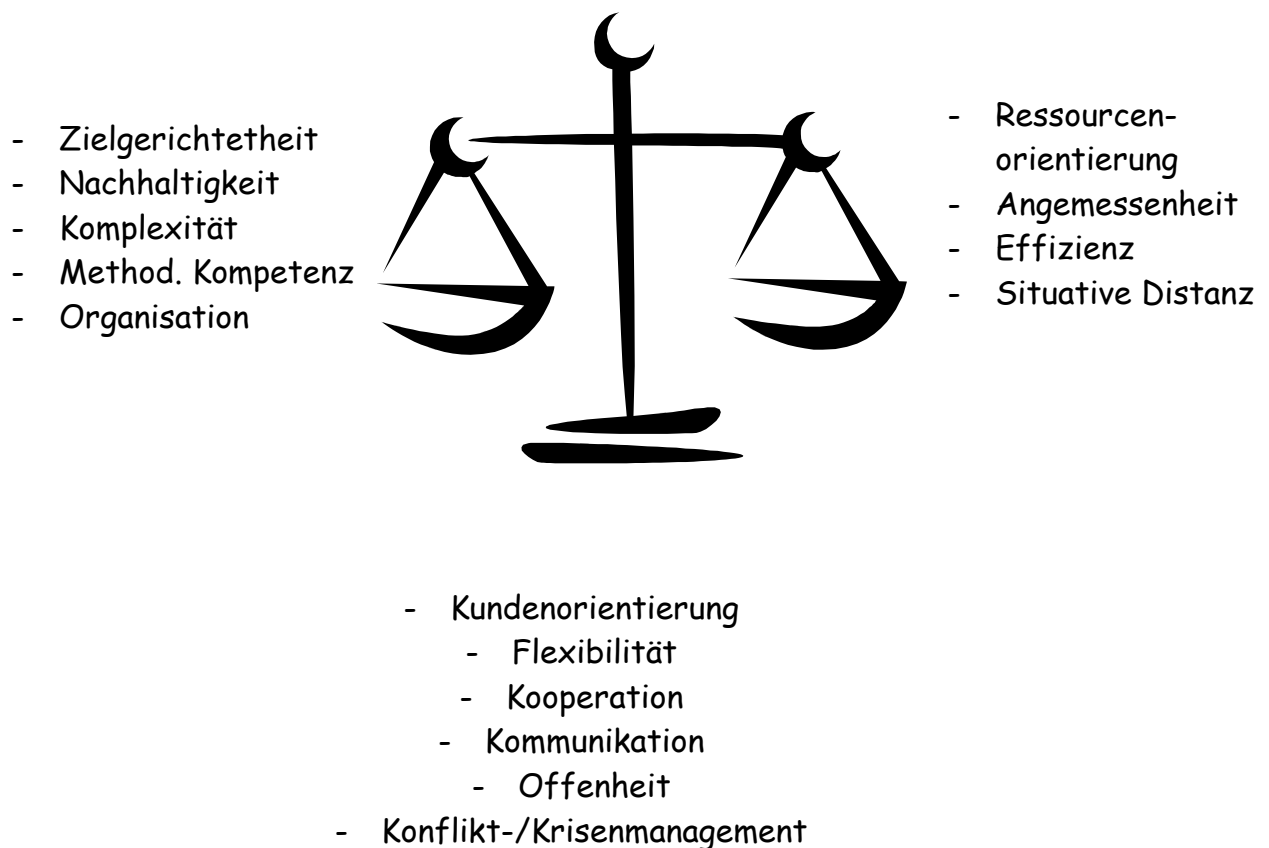 - Zielgerichtetheit
- Nachhaltigkeit
- Komplexität
- Method. Kompetenz
- Organisation
- Ressourcen-
orientierung
- Angemessenheit
- Effizienz
- Situative Distanz
- Kundenorientierung
- Flexibilität
- Kooperation
- Kommunikation
- Offenheit
- Konflikt-/Krisenmanagement